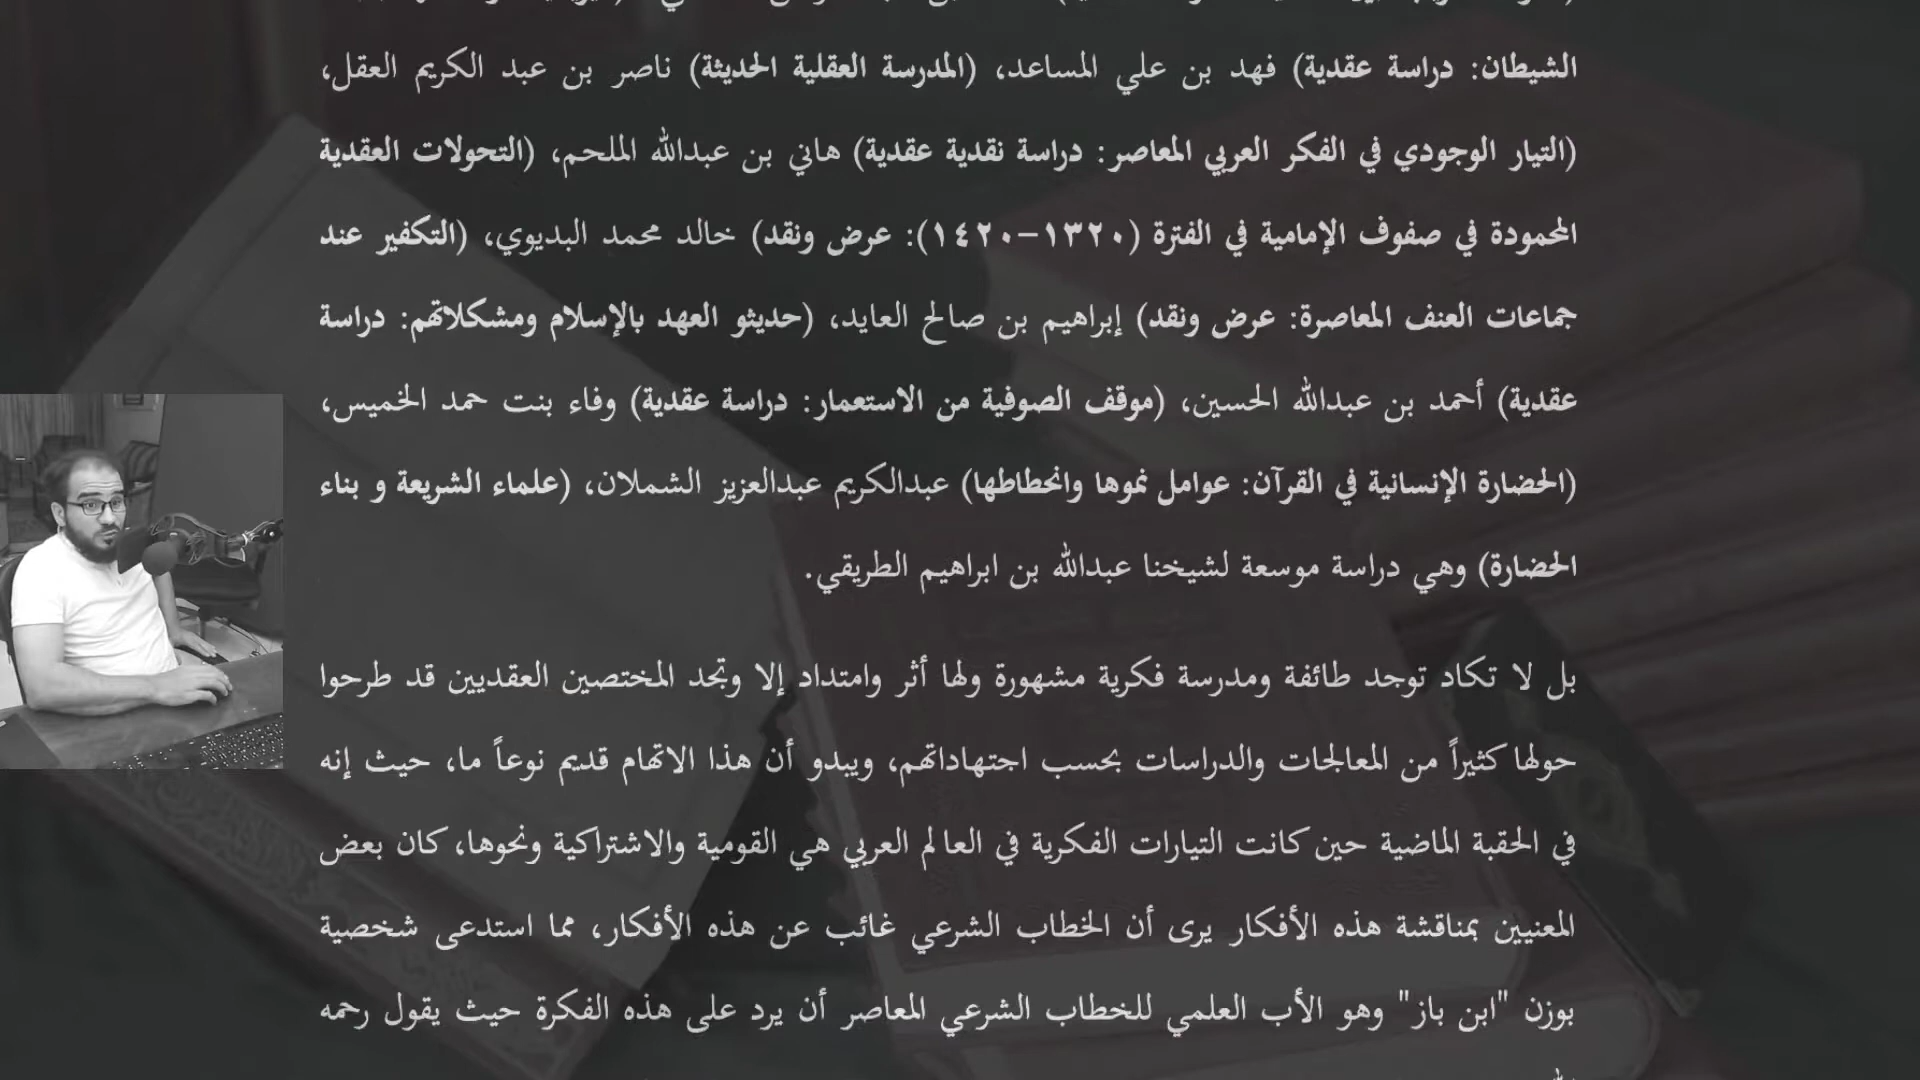 الشيطان: دراسة عقدية) فهد بن علي المساعد، (المدرسة العقلية الحديثة) ناصر بن عبد الكريم العقل،
(التيار الوجودي في الفكر العربي المعاصر: دراسة نقدية عقدية) هاني بن عبدالله الملحم، (التحولات العقدية
المحمودة في صفوف الإمامية في الفترة (١٣٢٠-١٤٢٠): عرض ونقد) خالد محمد البديوي، (التكفير عند
جماعات العنف المعاصرة: عرض ونقد) إبراهيم بن صالح العايد، (حديثو العهد بالإسلام ومشكلاتهم: دراسة
عقدية) أحمد بن عبدالله الحسين، (موقف الصوفية من الاستعمار: دراسة عقدية) وفاء بنت حمد الخميس،
(الحضارة الإنسانية في القرآن: عوامل نموها وانحطاطها) عبدالكريم عبدالعزيز الشملان، (علماء الشريعة و بناء
الحضارة) وهي دراسة موسعة لشيخنا عبدالله بن ابراهيم الطريقي.
بل لا تكاد توجد طائفة ومدرسة فكرية مشهورة ولها أثر وامتداد إلا وتجد المختصين العقديين قد طرحوا
حولها كثيراً من المعالجات والدراسات بحسب اجتهاداتهم، ويبدو أن هذا الاتهام قديم نوعاً ما، حيث إنه
في الحقبة الماضية حين كانت التيارات الفكرية في العالم العربي هي القومية والاشتراكية ونحوها، كان بعض
المعنيين بمناقشة هذه الأفكار يرى أن الخطاب الشرعي غائب عن هذه الأفكار، مما استدعى شخصية
بوزن "ابن باز" وهو الأب العلمي للخطاب الشرعي المعاصر أن يرد على هذه الفكرة حيث يقول رحمه